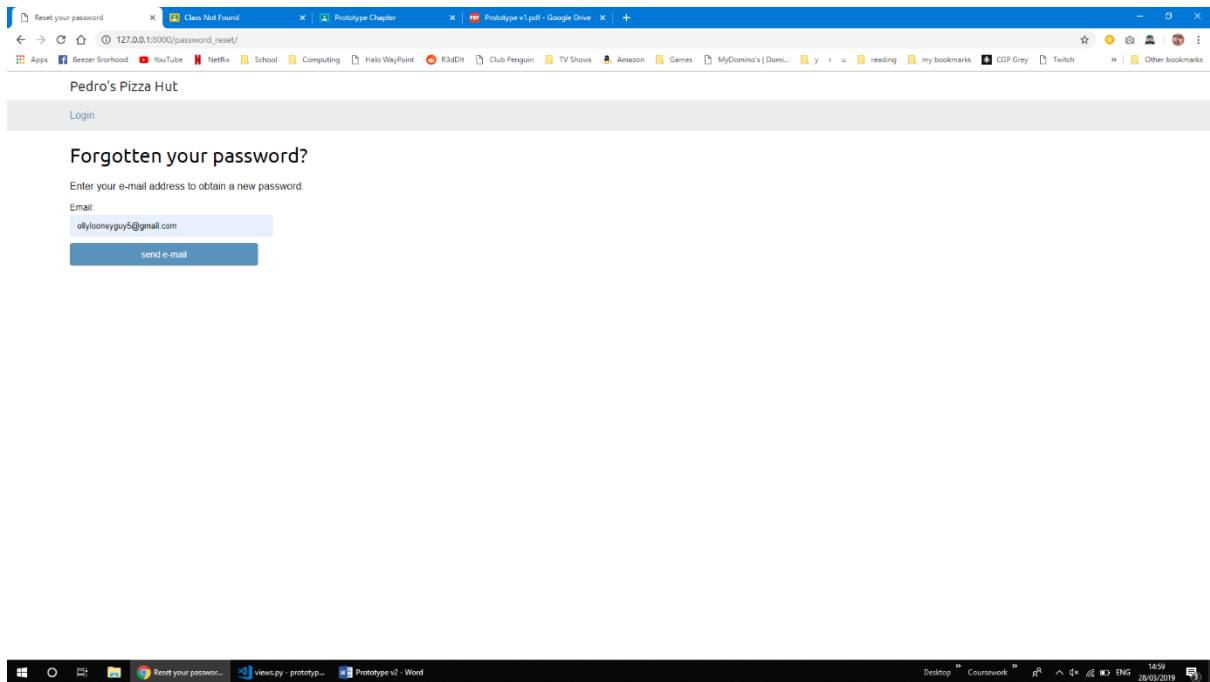 Reset your password
Class Not Found
Prototype Chapter
Prototype v1.pdf - Google Drive
127.0.0.1:8000/password_reset/
Apps Beezer Brorhood YouTube Netflix School Computing Halo WayPoint R3dDIt Club Penguin TV Shows Amazon Games MyDomino's | Domi... y r u reading my bookmarks CGP Grey Twitch » Other bookmarks
Pedro's Pizza Hut
Login
Forgotten your password?
Enter your e-mail address to obtain a new password.
Email:
ollylooneyguy5@gmail.com
send e-mail
Reset your passwor... views.py - prototyp... Prototype v2 - Word Desktop » Coursework » ENG 14:59
28/03/2019